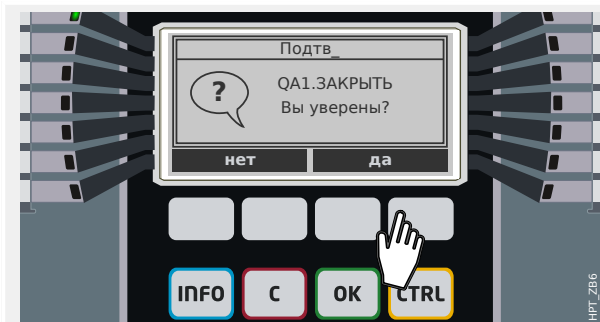 Подтв_
QA1.ЗАКРЫТЬ
? Вы уверены?
нет да
INFO C OK CTRL
HPT_ZB6